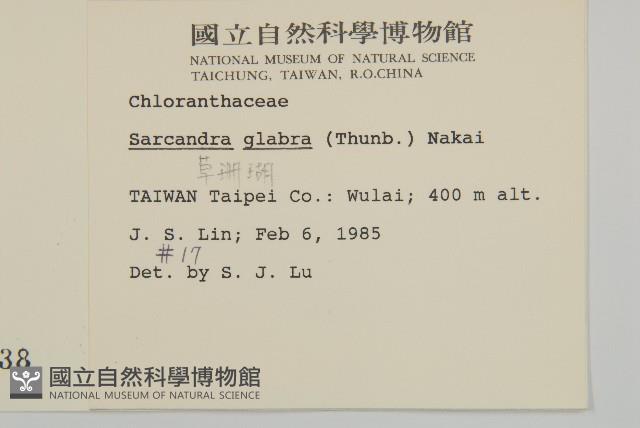 國立自然科學博物館
NATIONAL MUSEUM OF NATURAL SCIENCE
TAICHUNG, TAIWAN, R.O.CHINA
Chloranthaceae
Sarcandra glabra (Thunb.) Nakai
草珊瑚
TAIWAN Taipei Co.: Wulai; 400 m alt.
J. S. Lin; Feb 6, 1985
#17
Det. by S. J. Lu
38
國立自然科學博物館
NATIONAL MUSEUM OF NATURAL SCIENCE